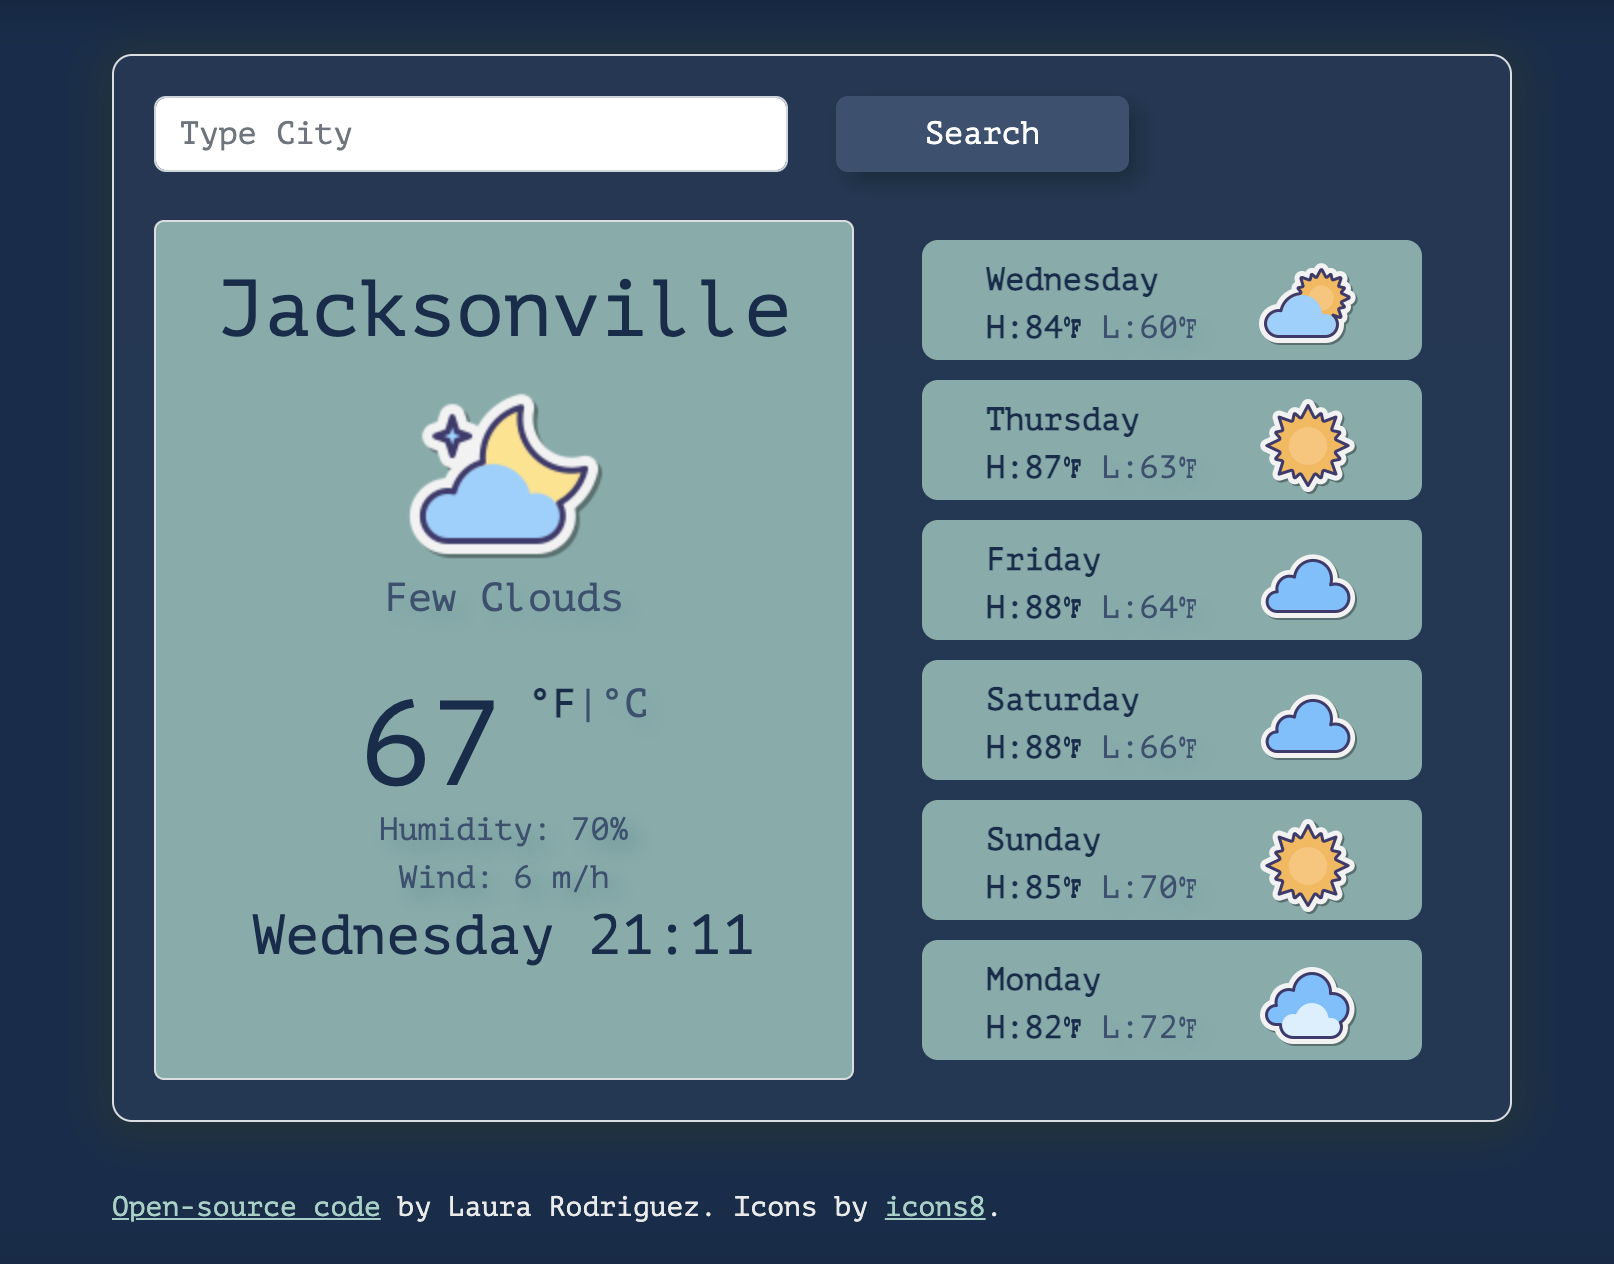 Type City
Search
Jacksonville
Few Clouds
67 °F|°C
Humidity: 70%
Wind: 6 m/h
Wednesday 21:11
Wednesday
H:84°F L:60°F
Thursday
H:87°F L:63°F
Friday
H:88°F L:64°F
Saturday
H:88°F L:66°F
Sunday
H:85°F L:70°F
Monday
H:82°F L:72°F
Open-source code by Laura Rodriguez. Icons by icons8.